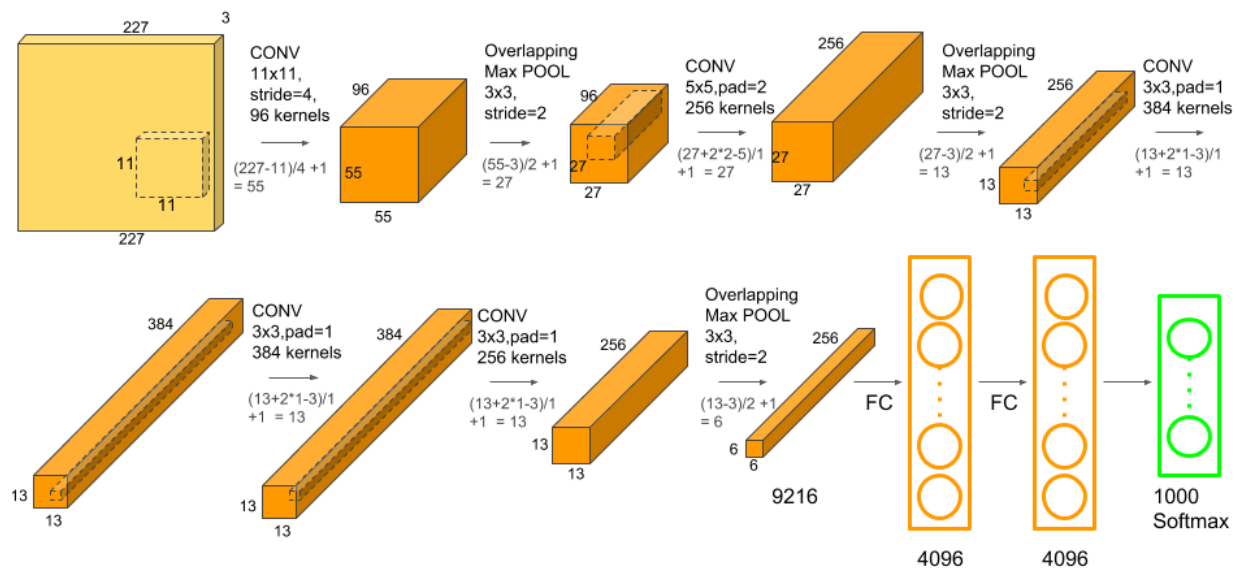 227
3
CONV
11x11,
stride=4,
96 kernels
(227-11)/4 +1
= 55
11
11
227
96
55
55
Overlapping
Max POOL
3x3,
stride=2
(55-3)/2 +1
= 27
96
27
27
CONV
5x5,pad=2
256 kernels
(27+2*2-5)/1
+1 = 27
256
27
27
Overlapping
Max POOL
3x3,
stride=2
(27-3)/2 +1
= 13
256
13
13
CONV
3x3,pad=1
384 kernels
(13+2*1-3)/1
+1 = 13
384
13
13
CONV
3x3,pad=1
384 kernels
(13+2*1-3)/1
+1 = 13
384
13
13
CONV
3x3,pad=1
256 kernels
(13+2*1-3)/1
+1 = 13
256
13
13
Overlapping
Max POOL
3x3,
stride=2
(13-3)/2 +1
= 6
256
6
6
9216
FC
4096
FC
4096
1000
Softmax